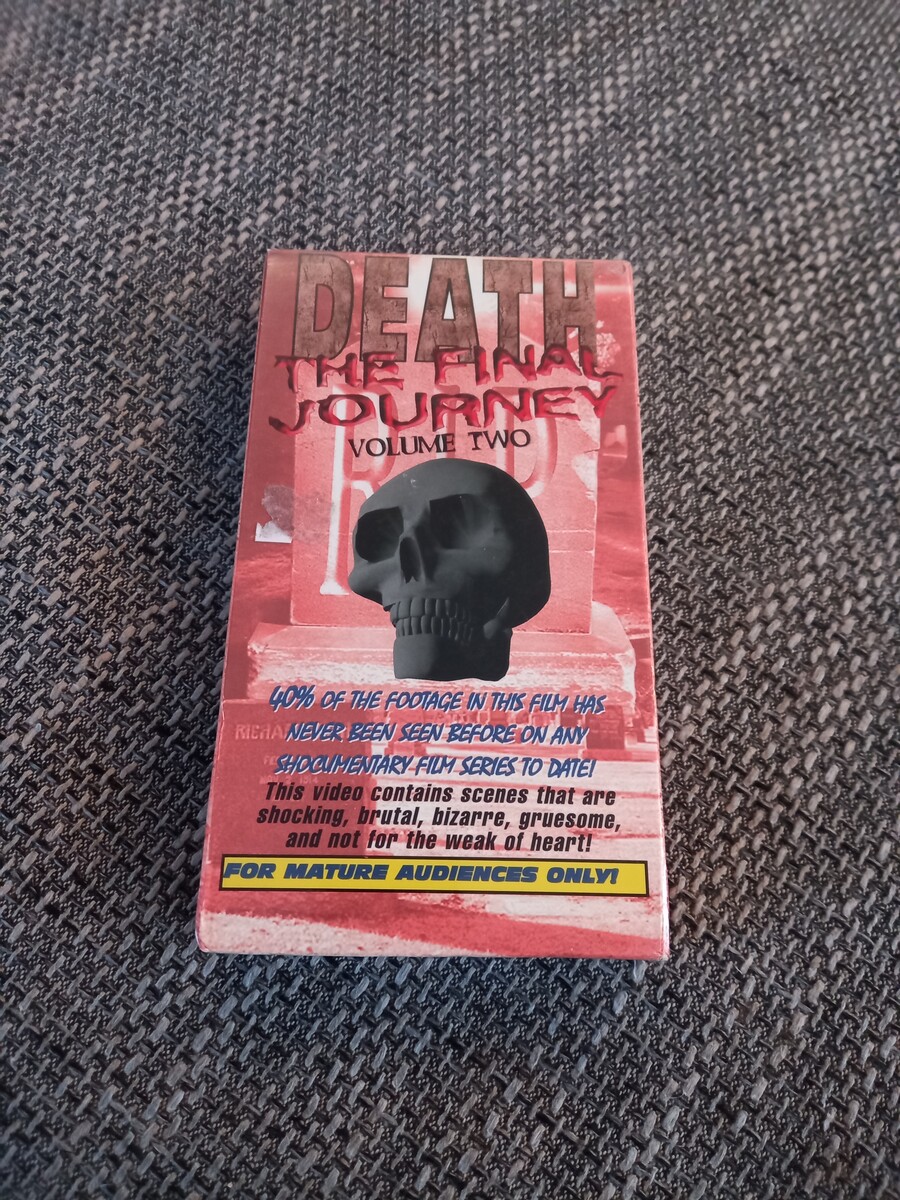 DEATH
THE FINAL
JOURNEY
VOLUME TWO
RIP
40% OF THE FOOTAGE IN THIS FILM HAS
NEVER BEEN SEEN BEFORE ON ANY
SHOCUMENTARY FILM SERIES TO DATE!
This video contains scenes that are
shocking, brutal, bizarre, gruesome,
and not for the weak of heart!
FOR MATURE AUDIENCES ONLY!